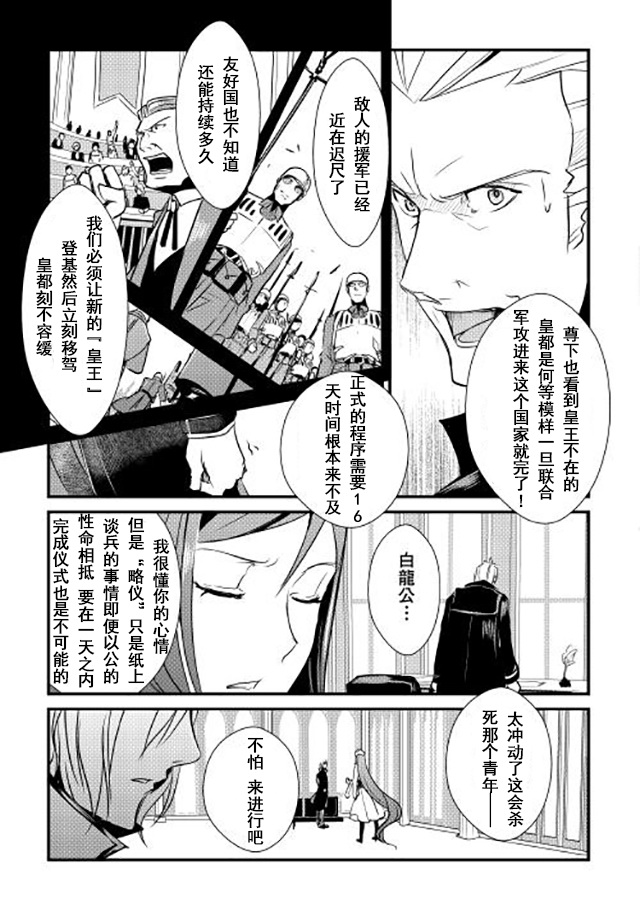 敌人的援军已经
近在迟尺了
友好国也不知道
还能持续多久
我们必须让新的『皇王』
登基然后立刻移驾
皇都刻不容缓
尊下也看到皇王不在的
皇都是何等模样一旦联合
军攻进来这个国家就完了！
正式的程序需要16
天时间根本来不及
白龍公…
我很懂你的心情
但是“略仪”只是纸上
谈兵的事情即便以公的
性命相抵 要在一天之内
完成仪式也是不可能的
太冲动了这会杀
死那个青年——
不怕 来进行吧